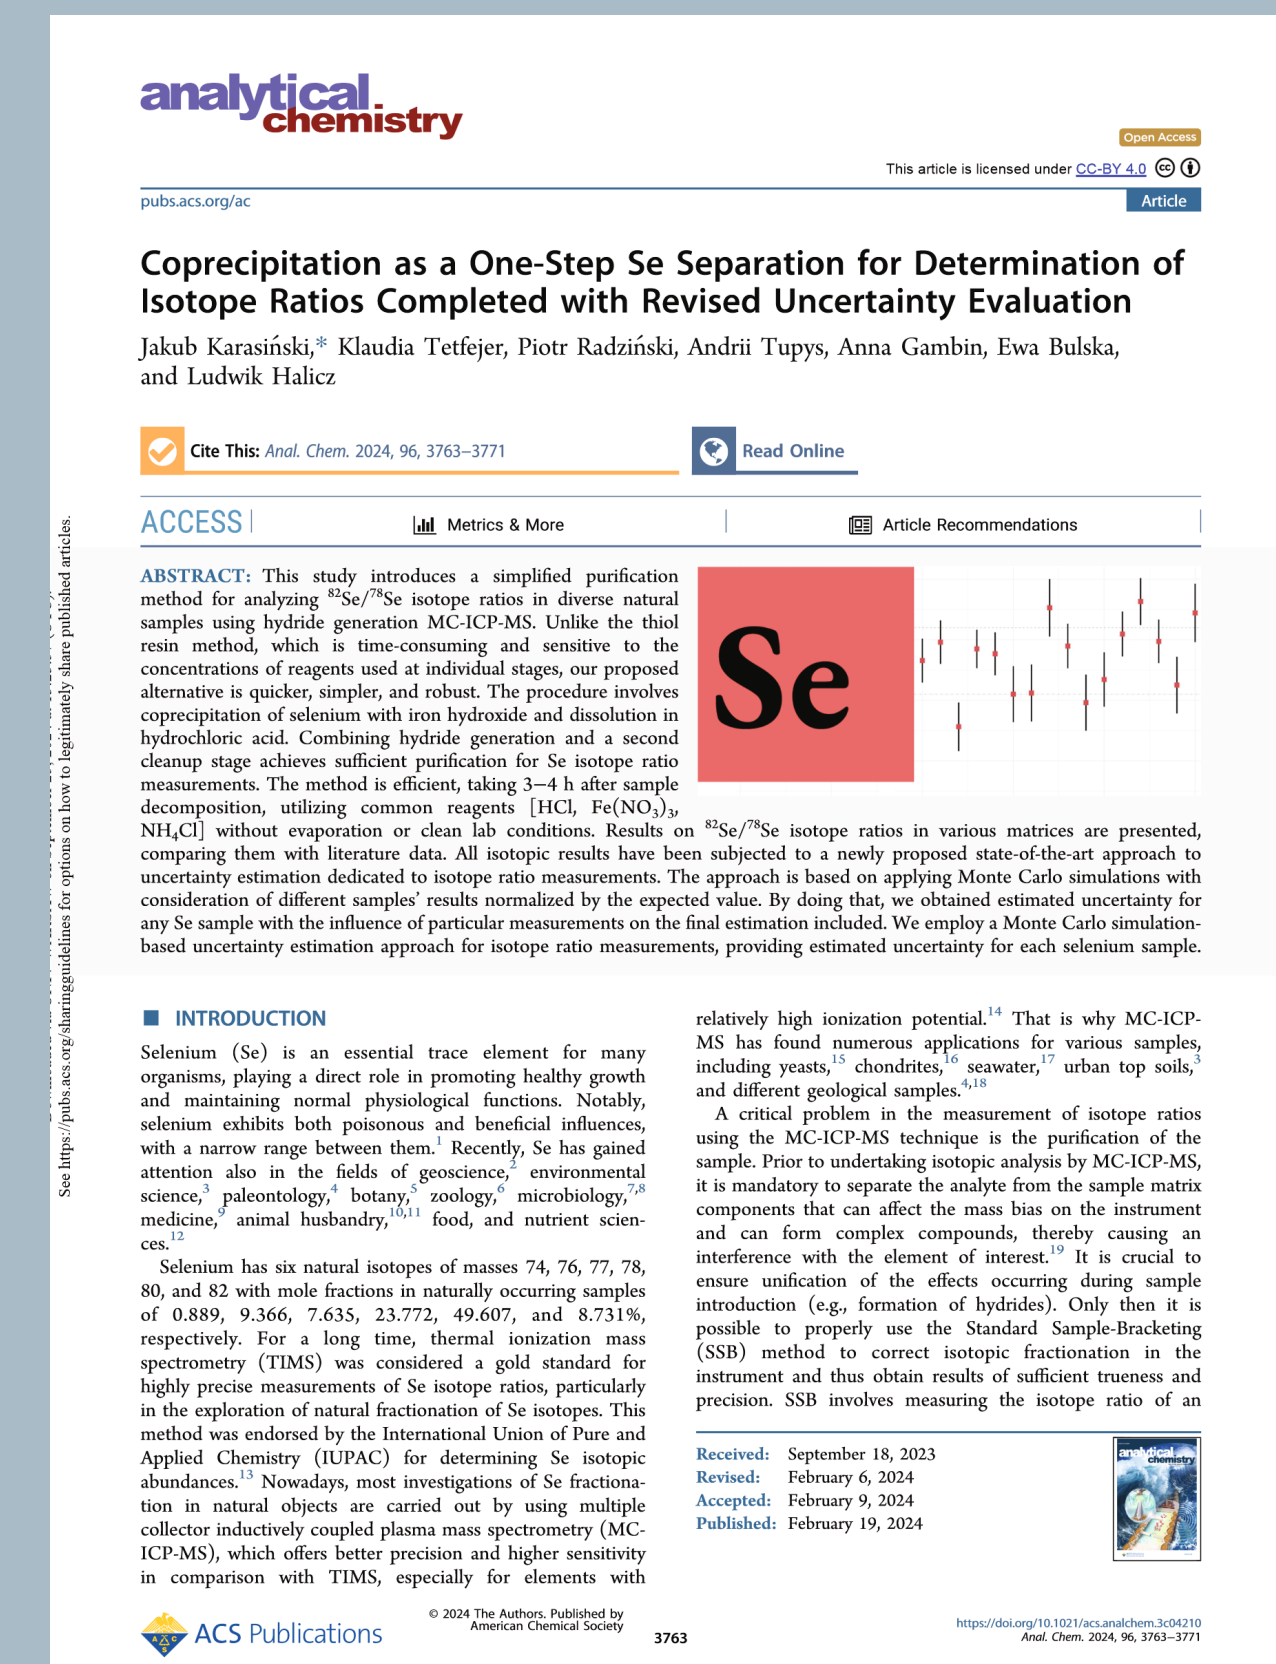 analytical
chemistry
Open Access
This article is licensed under CC-BY 4.0
pubs.acs.org/ac
Article
Coprecipitation as a One-Step Se Separation for Determination of
Isotope Ratios Completed with Revised Uncertainty Evaluation
Jakub Karasiński,* Klaudia Tetfejer, Piotr Radziński, Andrii Tupys, Anna Gambin, Ewa Bulska,
and Ludwik Halicz
Cite This: Anal. Chem. 2024, 96, 3763−3771
Read Online
ACCESS
Metrics & More
Article Recommendations
See https://pubs.acs.org/sharingguidelines for options on how to legitimately share published articles.
ABSTRACT: This study introduces a simplified purification
method for analyzing ⁸²Se/⁷⁸Se isotope ratios in diverse natural
samples using hydride generation MC-ICP-MS. Unlike the thiol
resin method, which is time-consuming and sensitive to the
concentrations of reagents used at individual stages, our proposed
alternative is quicker, simpler, and robust. The procedure involves
coprecipitation of selenium with iron hydroxide and dissolution in
hydrochloric acid. Combining hydride generation and a second
cleanup stage achieves sufficient purification for Se isotope ratio
measurements. The method is efficient, taking 3−4 h after sample
decomposition, utilizing common reagents [HCl, Fe(NO₃)₃,
NH₄Cl] without evaporation or clean lab conditions. Results on ⁸²Se/⁷⁸Se isotope ratios in various matrices are presented,
comparing them with literature data. All isotopic results have been subjected to a newly proposed state-of-the-art approach to
uncertainty estimation dedicated to isotope ratio measurements. The approach is based on applying Monte Carlo simulations with
consideration of different samples’ results normalized by the expected value. By doing that, we obtained estimated uncertainty for
any Se sample with the influence of particular measurements on the final estimation included. We employ a Monte Carlo simulation-
based uncertainty estimation approach for isotope ratio measurements, providing estimated uncertainty for each selenium sample.
Se
INTRODUCTION
Selenium (Se) is an essential trace element for many
organisms, playing a direct role in promoting healthy growth
and maintaining normal physiological functions. Notably,
selenium exhibits both poisonous and beneficial influences,
with a narrow range between them.¹ Recently, Se has gained
attention also in the fields of geoscience,² environmental
science,³ paleontology,⁴ botany,⁵ zoology,⁶ microbiology,⁷,⁸
medicine,⁹ animal husbandry,¹⁰,¹¹ food, and nutrient scien-
ces.¹²
Selenium has six natural isotopes of masses 74, 76, 77, 78,
80, and 82 with mole fractions in naturally occurring samples
of 0.889, 9.366, 7.635, 23.772, 49.607, and 8.731%,
respectively. For a long time, thermal ionization mass
spectrometry (TIMS) was considered a gold standard for
highly precise measurements of Se isotope ratios, particularly
in the exploration of natural fractionation of Se isotopes. This
method was endorsed by the International Union of Pure and
Applied Chemistry (IUPAC) for determining Se isotopic
abundances.¹³ Nowadays, most investigations of Se fractiona-
tion in natural objects are carried out by using multiple
collector inductively coupled plasma mass spectrometry (MC-
ICP-MS), which offers better precision and higher sensitivity
in comparison with TIMS, especially for elements with
relatively high ionization potential.¹⁴ That is why MC-ICP-
MS has found numerous applications for various samples,
including yeasts,¹⁵ chondrites,¹⁶ seawater,¹⁷ urban top soils,³
and different geological samples.⁴,¹⁸
A critical problem in the measurement of isotope ratios
using the MC-ICP-MS technique is the purification of the
sample. Prior to undertaking isotopic analysis by MC-ICP-MS,
it is mandatory to separate the analyte from the sample matrix
components that can affect the mass bias on the instrument
and can form complex compounds, thereby causing an
interference with the element of interest.¹⁹ It is crucial to
ensure unification of the effects occurring during sample
introduction (e.g., formation of hydrides). Only then it is
possible to properly use the Standard Sample-Bracketing
(SSB) method to correct isotopic fractionation in the
instrument and thus obtain results of sufficient trueness and
precision. SSB involves measuring the isotope ratio of an
Received: September 18, 2023
Revised: February 6, 2024
Accepted: February 9, 2024
Published: February 19, 2024
analytical
chemistry
ACS Publications
© 2024 The Authors. Published by
American Chemical Society
3763
https://doi.org/10.1021/acs.analchem.3c04210
Anal. Chem. 2024, 96, 3763−3771